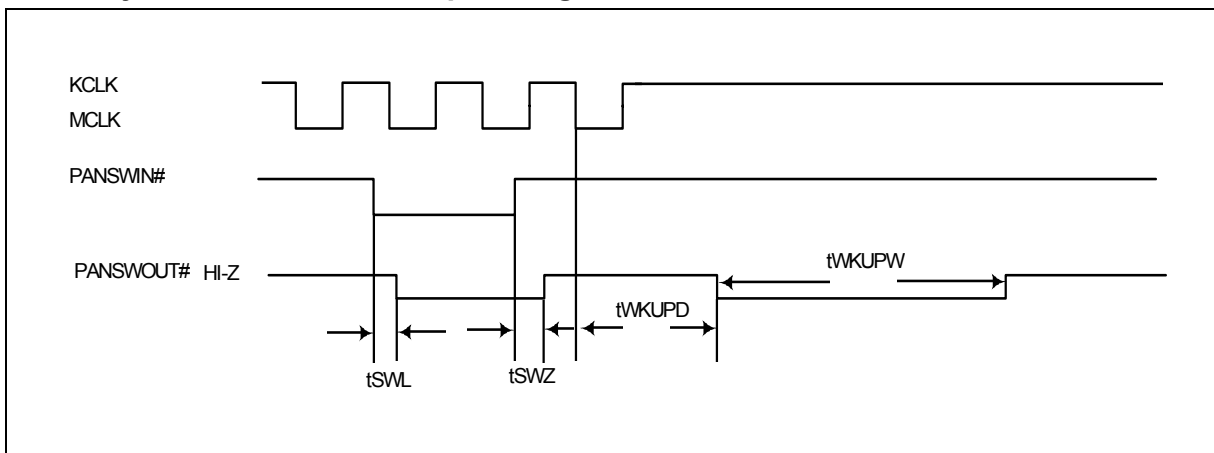 KCLK
MCLK
PANSWIN#
PANSWOUT# HI-Z
tWKUPW
tWKUPD
tSWL
tSWZ